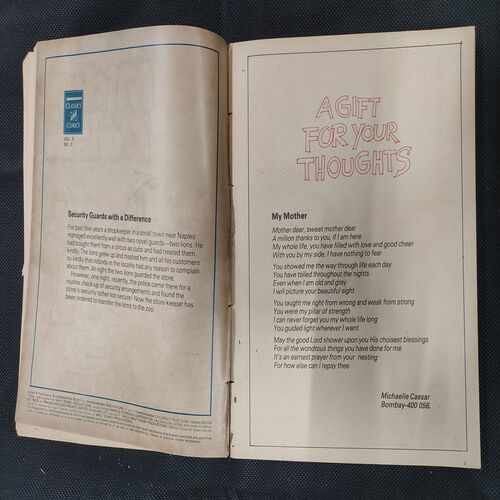 CLASSICS
COMICS
VOL. 5
NO. 2
Security Guards with a Difference
For past few years a shopkeeper in a small town near Naples
managed excellently well with two novel guards—two lions. He
had bought them from a circus as cubs and had treated them
kindly. The lions grew up and treated him and all his customers
so kindly that nobody in the locality had any reason to complain
about them. At night the two lions guarded the store.
However, one night, recently, the police came there for a
routine check-up of security arrangements and found the
store's security rather too secure! Now the store-keeper has
been ordered to transfer the lions to the zoo.
A GIFT
FOR YOUR
THOUGHTS
My Mother
Mother dear, sweet mother dear
A million thanks to you, if I am here
My whole life, you have filled with love and good cheer
With you by my side, I have nothing to fear
You showed me the way through life each day
You have toiled throughout the nights
Even when I am old and gray
I will picture your beautiful sight
You taught me right from wrong and weak from strong
You were my pillar of strength
I can never forget you my whole life long
You guided light wherever I went
May the good Lord shower upon you His choisest blessings
For all the wondrous things you have done for me
It's an earnest prayer from your nesting
For how else can I repay thee
Michaelle Caesar
Bombay-400 058.